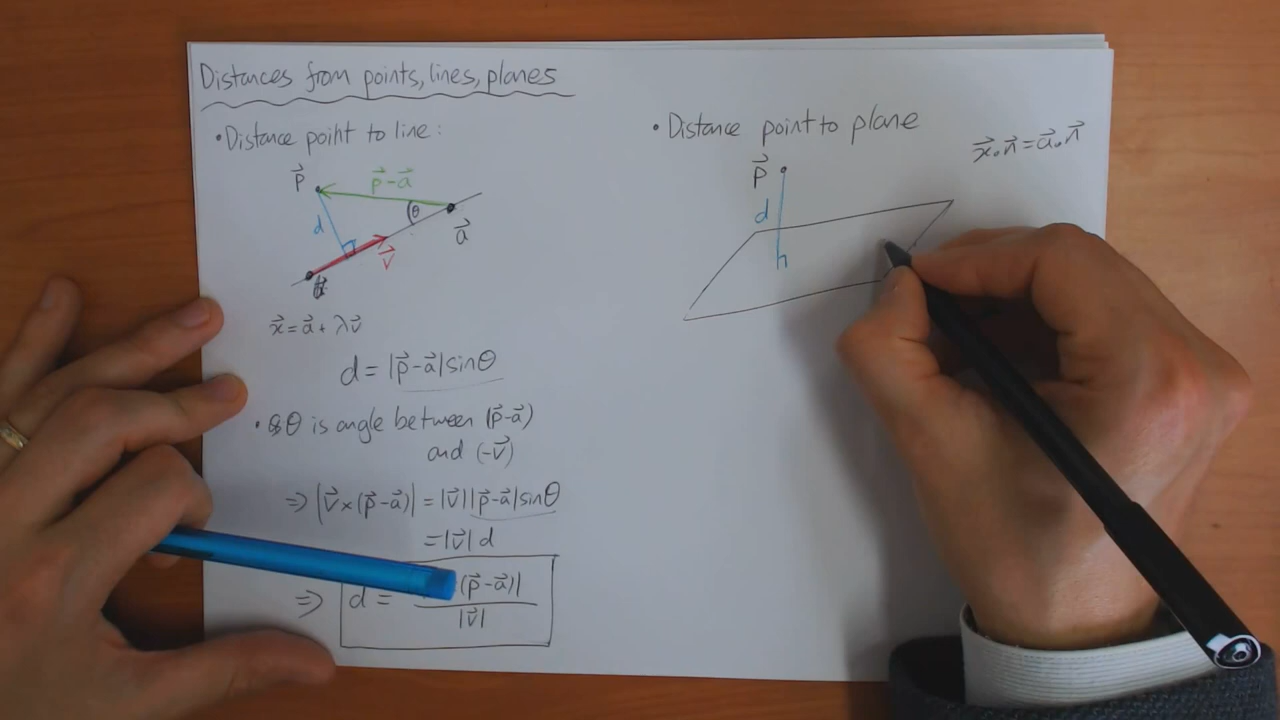 Distances from points, lines, planes
• Distance point to line:
p⃗
p⃗-a⃗
θ
a⃗
d
v⃗
x⃗=a⃗+λv⃗
d=|p⃗-a⃗|sinθ
• θ is angle between (p⃗-a⃗)
and (-v⃗)
⇒|v⃗×(p⃗-a⃗)|=|v⃗||p⃗-a⃗|sinθ
=|v⃗|d
⇒ d = (p⃗-a⃗)|
|v⃗|
• Distance point to plane
x⃗.n⃗=a⃗.n⃗
p⃗
d